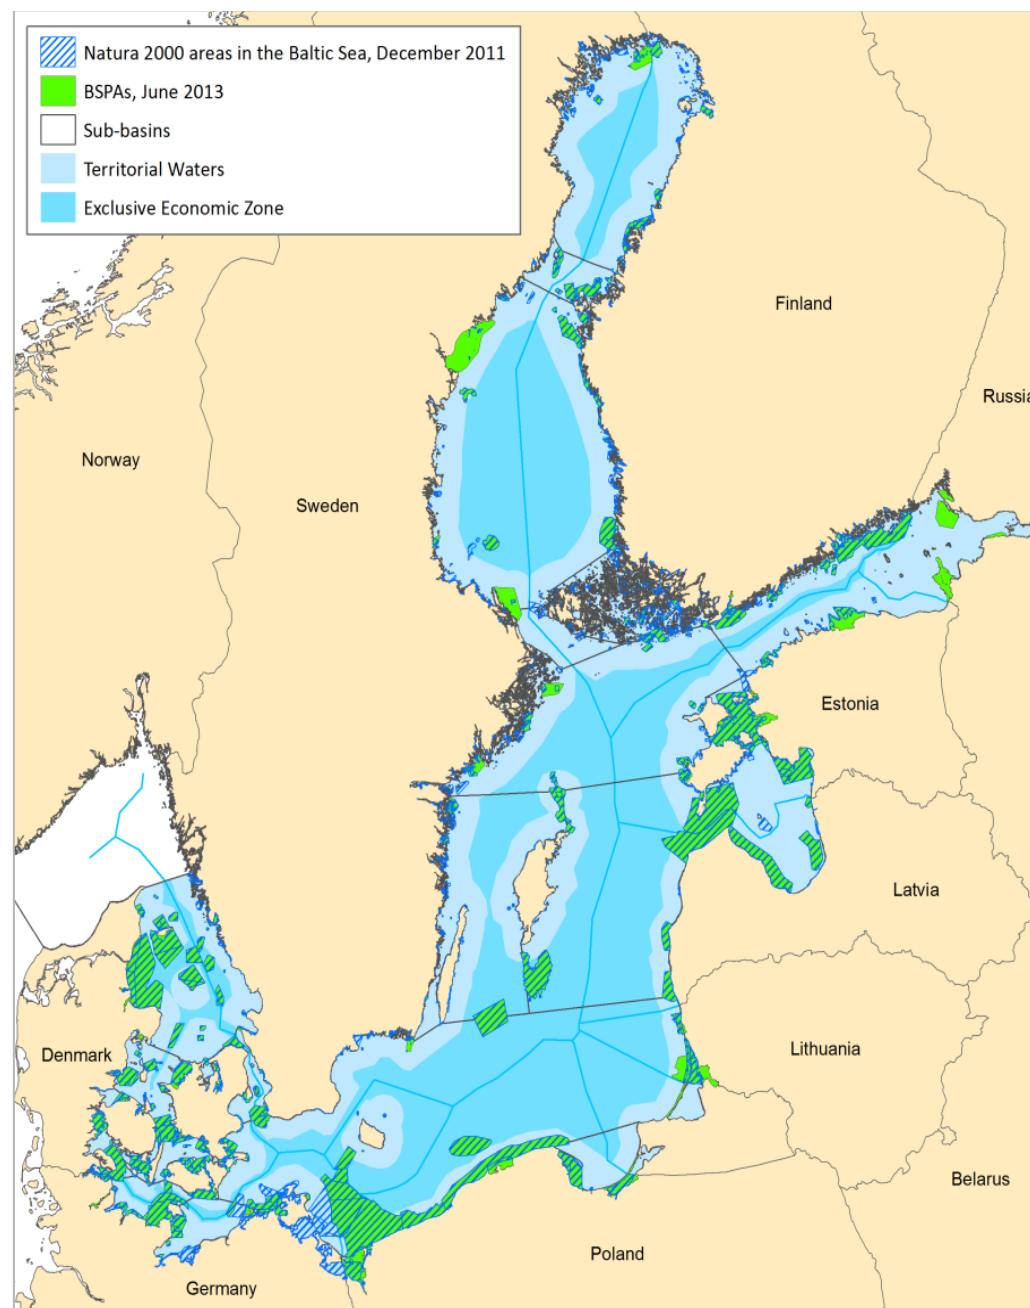 Natura 2000 areas in the Baltic Sea, December 2011
BSPAs, June 2013
Sub-basins
Territorial Waters
Exclusive Economic Zone
Finland
Russia
Norway
Sweden
Estonia
Latvia
Denmark
Lithuania
Belarus
Poland
Germany